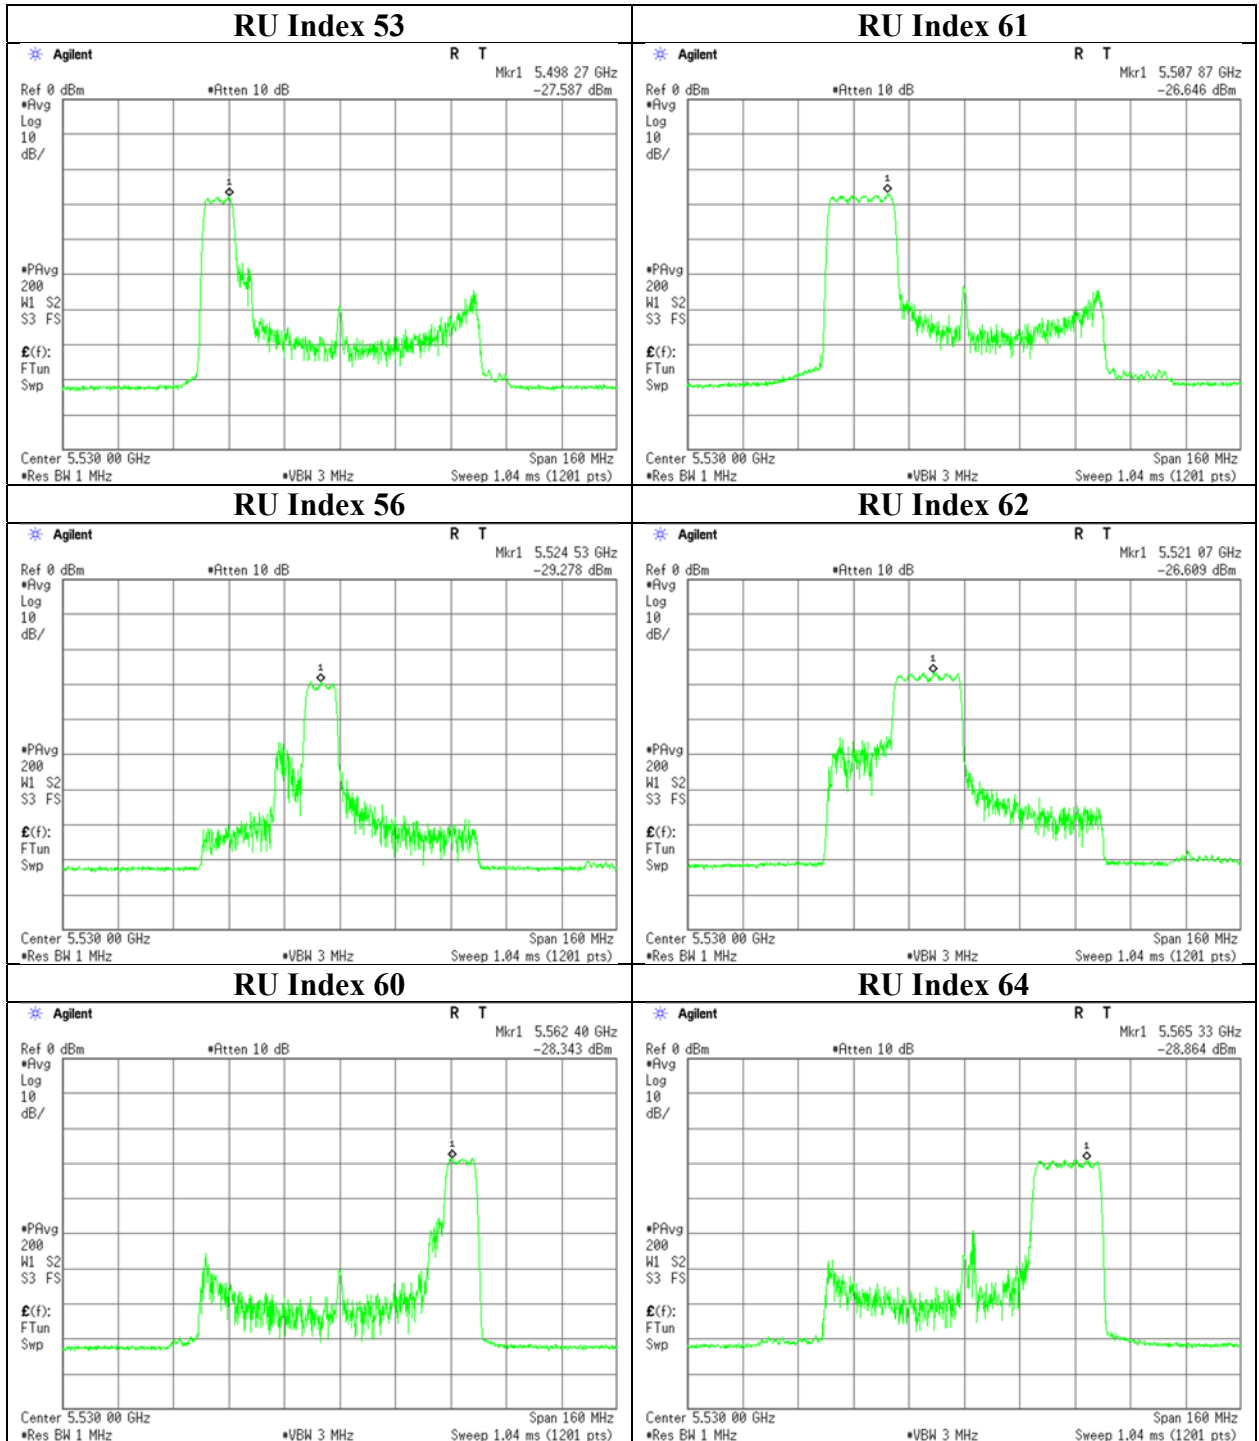 RU Index 53
Agilent
R T
Mkr1 5.498 27 GHz
Ref 0 dBm #Atten 10 dB -27.587 dBm
#Avg
Log
10
dB/
1
#PAvg
200
W1 S2
S3 FS
£(f):
FTun
Swp
Center 5.530 00 GHz Span 160 MHz
#Res BW 1 MHz #VBW 3 MHz Sweep 1.04 ms (1201 pts)
RU Index 61
Agilent
R T
Mkr1 5.507 87 GHz
Ref 0 dBm #Atten 10 dB -26.646 dBm
#Avg
Log
10
dB/
1
#PAvg
200
W1 S2
S3 FS
£(f):
FTun
Swp
Center 5.530 00 GHz Span 160 MHz
#Res BW 1 MHz #VBW 3 MHz Sweep 1.04 ms (1201 pts)
RU Index 56
Agilent
R T
Mkr1 5.524 53 GHz
Ref 0 dBm #Atten 10 dB -29.278 dBm
#Avg
Log
10
dB/
1
#PAvg
200
W1 S2
S3 FS
£(f):
FTun
Swp
Center 5.530 00 GHz Span 160 MHz
#Res BW 1 MHz #VBW 3 MHz Sweep 1.04 ms (1201 pts)
RU Index 62
Agilent
R T
Mkr1 5.521 07 GHz
Ref 0 dBm #Atten 10 dB -26.609 dBm
#Avg
Log
10
dB/
1
#PAvg
200
W1 S2
S3 FS
£(f):
FTun
Swp
Center 5.530 00 GHz Span 160 MHz
#Res BW 1 MHz #VBW 3 MHz Sweep 1.04 ms (1201 pts)
RU Index 60
Agilent
R T
Mkr1 5.562 40 GHz
Ref 0 dBm #Atten 10 dB -28.343 dBm
#Avg
Log
10
dB/
1
#PAvg
200
W1 S2
S3 FS
£(f):
FTun
Swp
Center 5.530 00 GHz Span 160 MHz
#Res BW 1 MHz #VBW 3 MHz Sweep 1.04 ms (1201 pts)
RU Index 64
Agilent
R T
Mkr1 5.565 33 GHz
Ref 0 dBm #Atten 10 dB -28.864 dBm
#Avg
Log
10
dB/
1
#PAvg
200
W1 S2
S3 FS
£(f):
FTun
Swp
Center 5.530 00 GHz Span 160 MHz
#Res BW 1 MHz #VBW 3 MHz Sweep 1.04 ms (1201 pts)